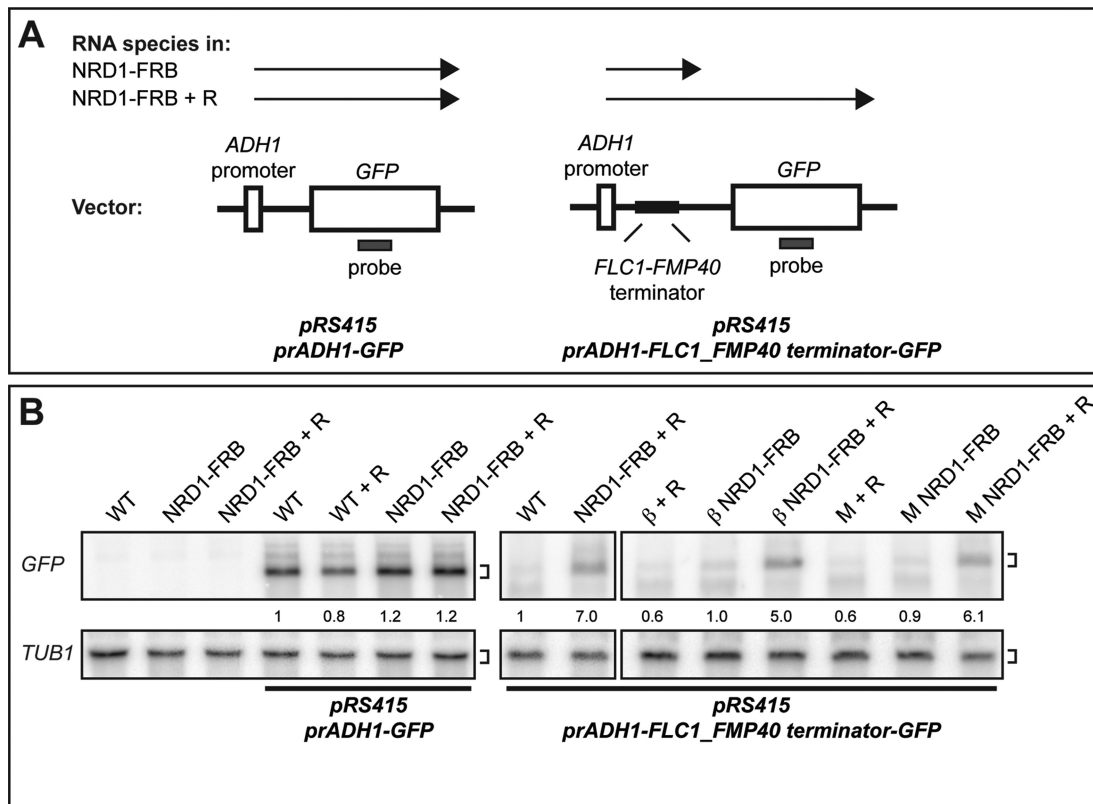 A
RNA species in:
NRD1-FRB
NRD1-FRB + R
ADH1
promoter
GFP
ADH1
promoter
GFP
Vector:
probe
FLC1-FMP40
terminator
probe
pRS415
prADH1-GFP
pRS415
prADH1-FLC1_FMP40 terminator-GFP
B
WT
NRD1-FRB
NRD1-FRB + R
WT
WT + R
NRD1-FRB
NRD1-FRB + R
WT
NRD1-FRB + R
β + R
β NRD1-FRB
β NRD1-FRB + R
M + R
M NRD1-FRB
M NRD1-FRB + R
GFP
1 0.8 1.2 1.2 1 7.0 0.6 1.0 5.0 0.6 0.9 6.1
TUB1
pRS415
prADH1-GFP
pRS415
prADH1-FLC1_FMP40 terminator-GFP